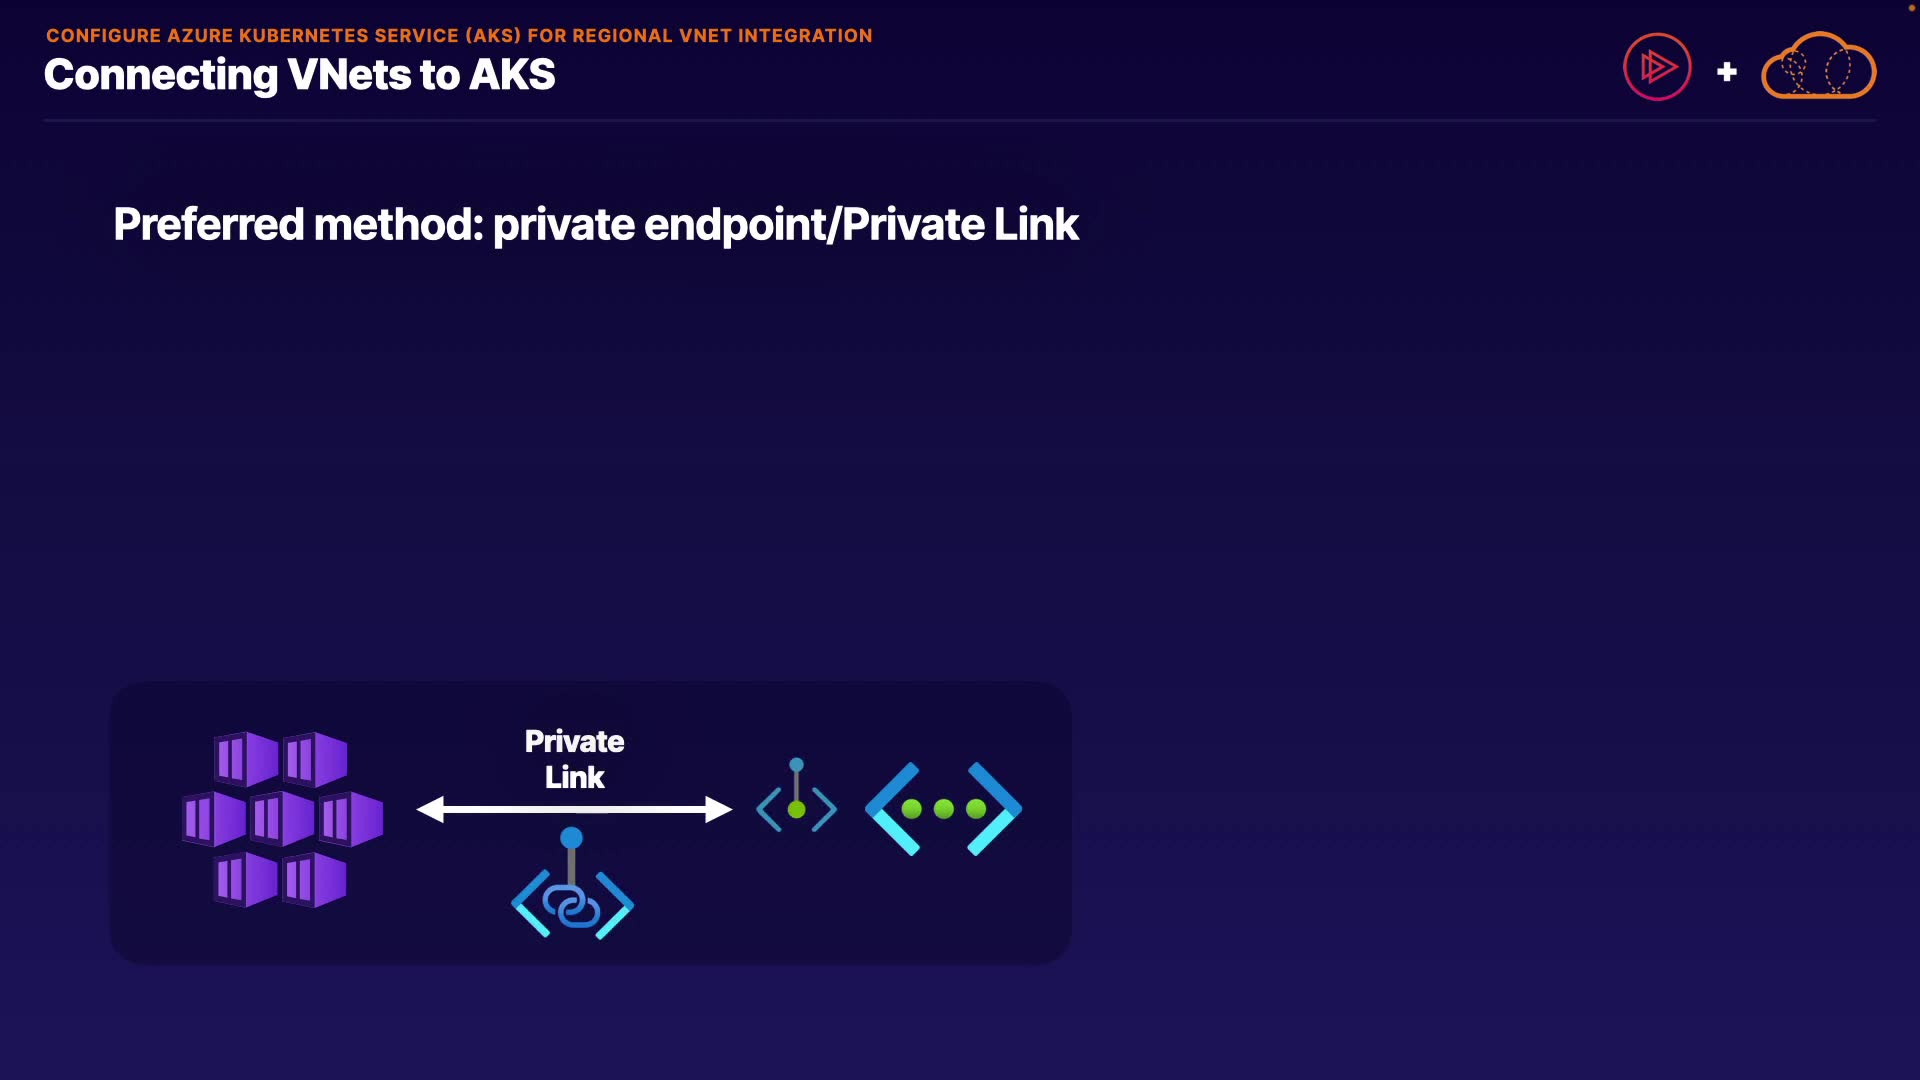 CONFIGURE AZURE KUBERNETES SERVICE (AKS) FOR REGIONAL VNET INTEGRATION
Connecting VNets to AKS
+
Preferred method: private endpoint/Private Link
Private
Link